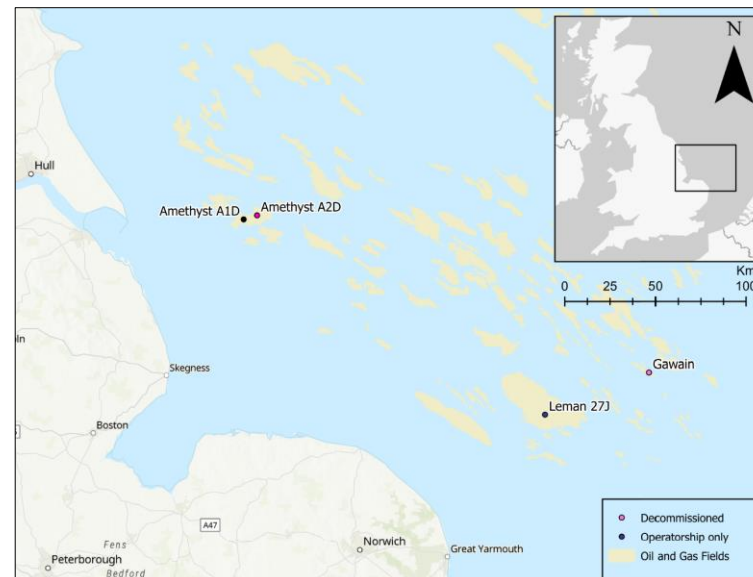 N
Hull
Amethyst A1D
Amethyst A2D
Km
0 25 50 100
Gawain
Skegness
Leman 27J
Boston
A47
Decommissioned
Operatorship only
Oil and Gas Fields
Fens
Norwich
Great Yarmouth
Peterborough
Bedford